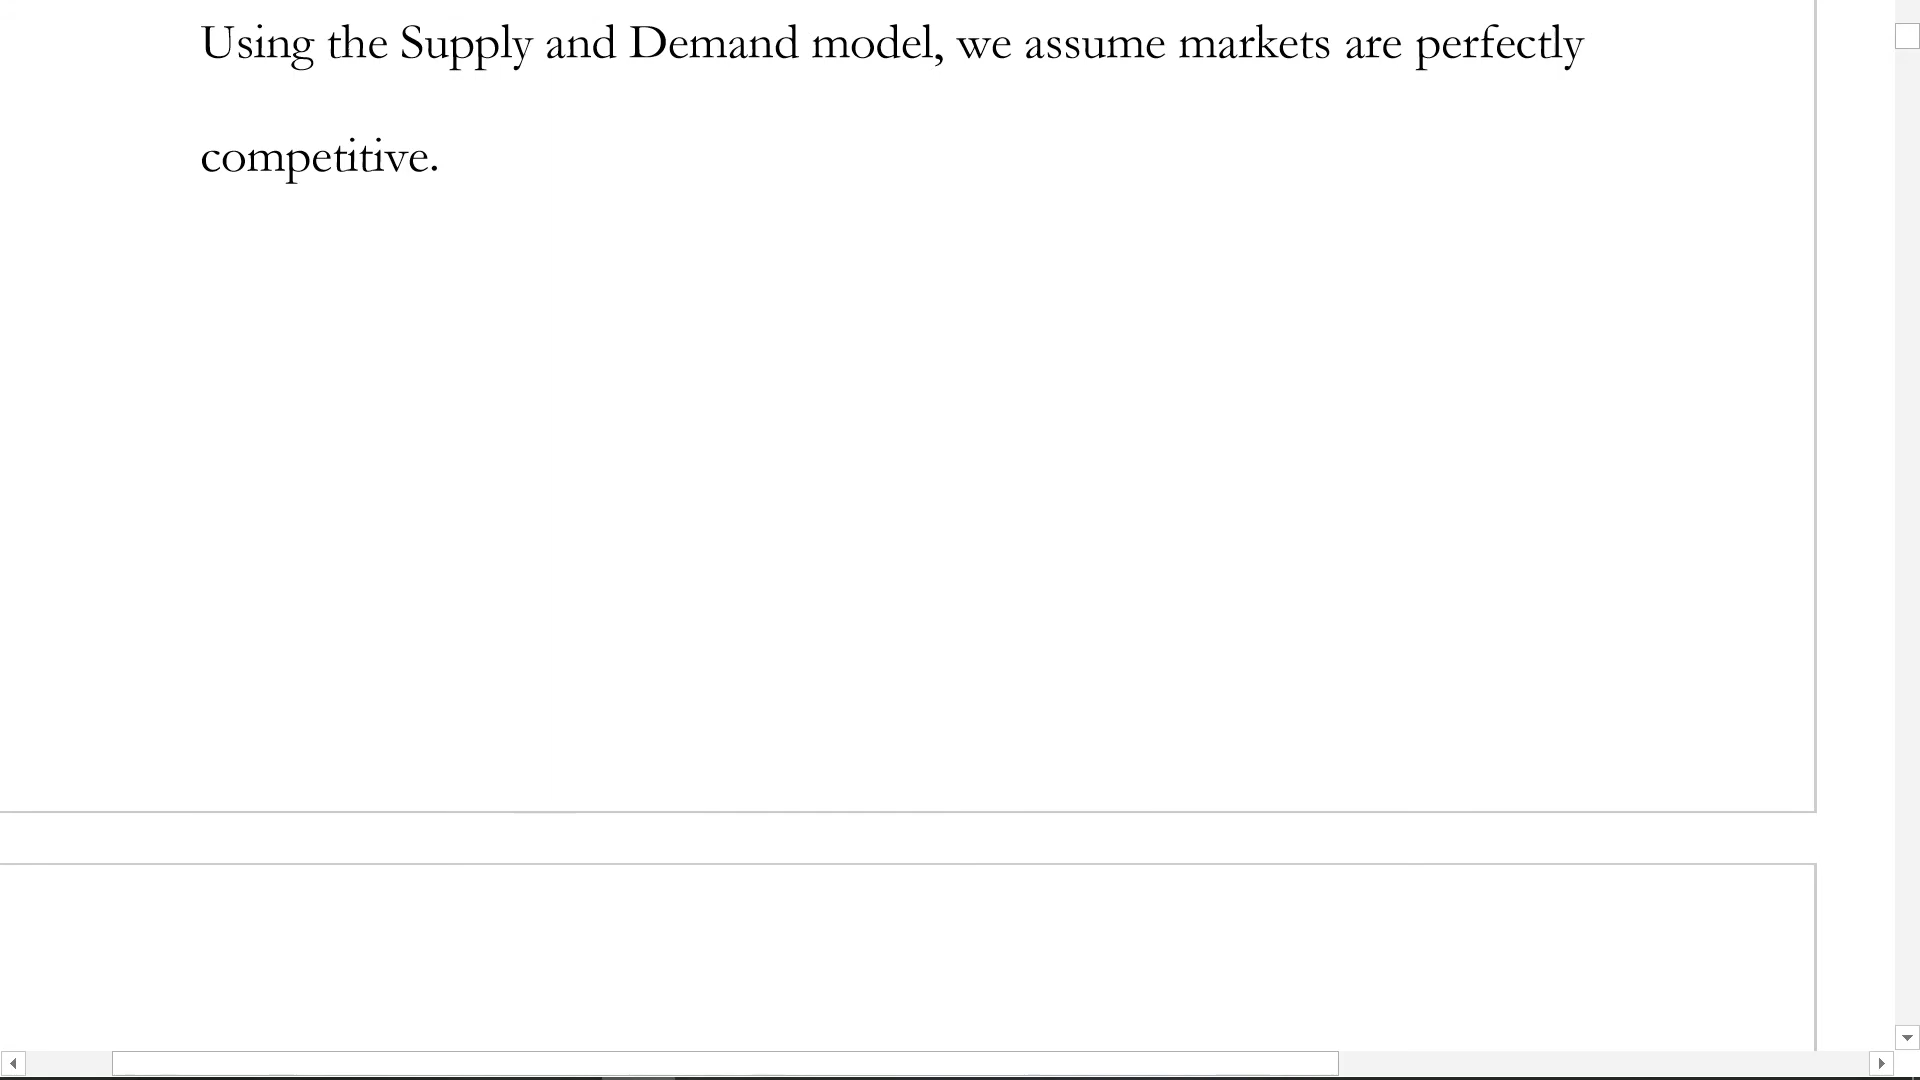 Using the Supply and Demand model, we assume markets are perfectly
competitive.